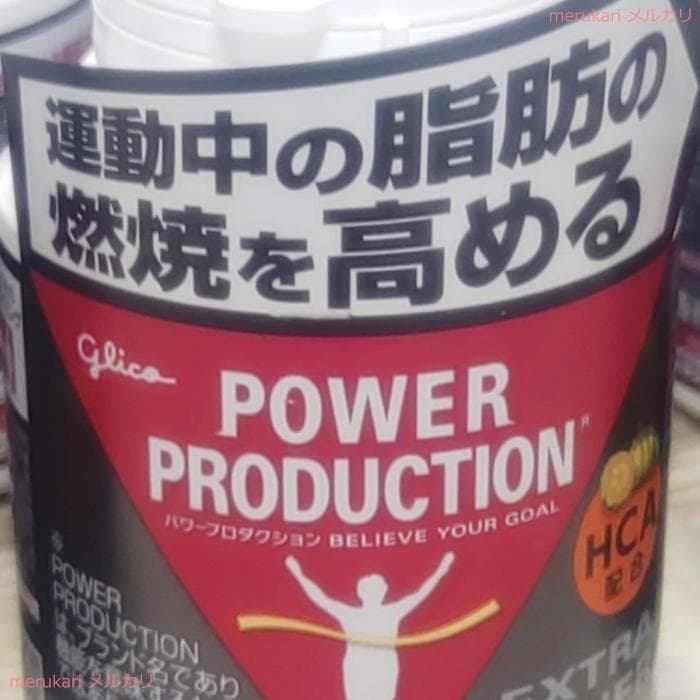 merukari メルカリ
運動中の脂肪の
燃焼を高める
Glico
POWER
PRODUCTION
パワープロダクション BELIEVE YOUR GOAL
HCA
配合
※
POWER
PRODUCTION
は、ブランド名であり
EXTRA
merukari メルカリ